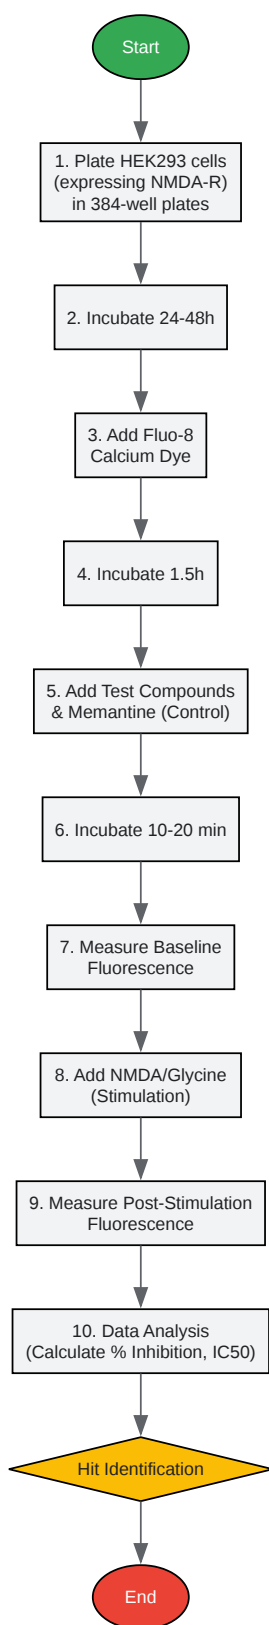 Start
1. Plate HEK293 cells
(expressing NMDA-R)
in 384-well plates
2. Incubate 24-48h
3. Add Fluo-8
Calcium Dye
4. Incubate 1.5h
5. Add Test Compounds
& Memantine (Control)
6. Incubate 10-20 min
7. Measure Baseline
Fluorescence
8. Add NMDA/Glycine
(Stimulation)
9. Measure Post-Stimulation
Fluorescence
10. Data Analysis
(Calculate % Inhibition, IC50)
Hit Identification
End